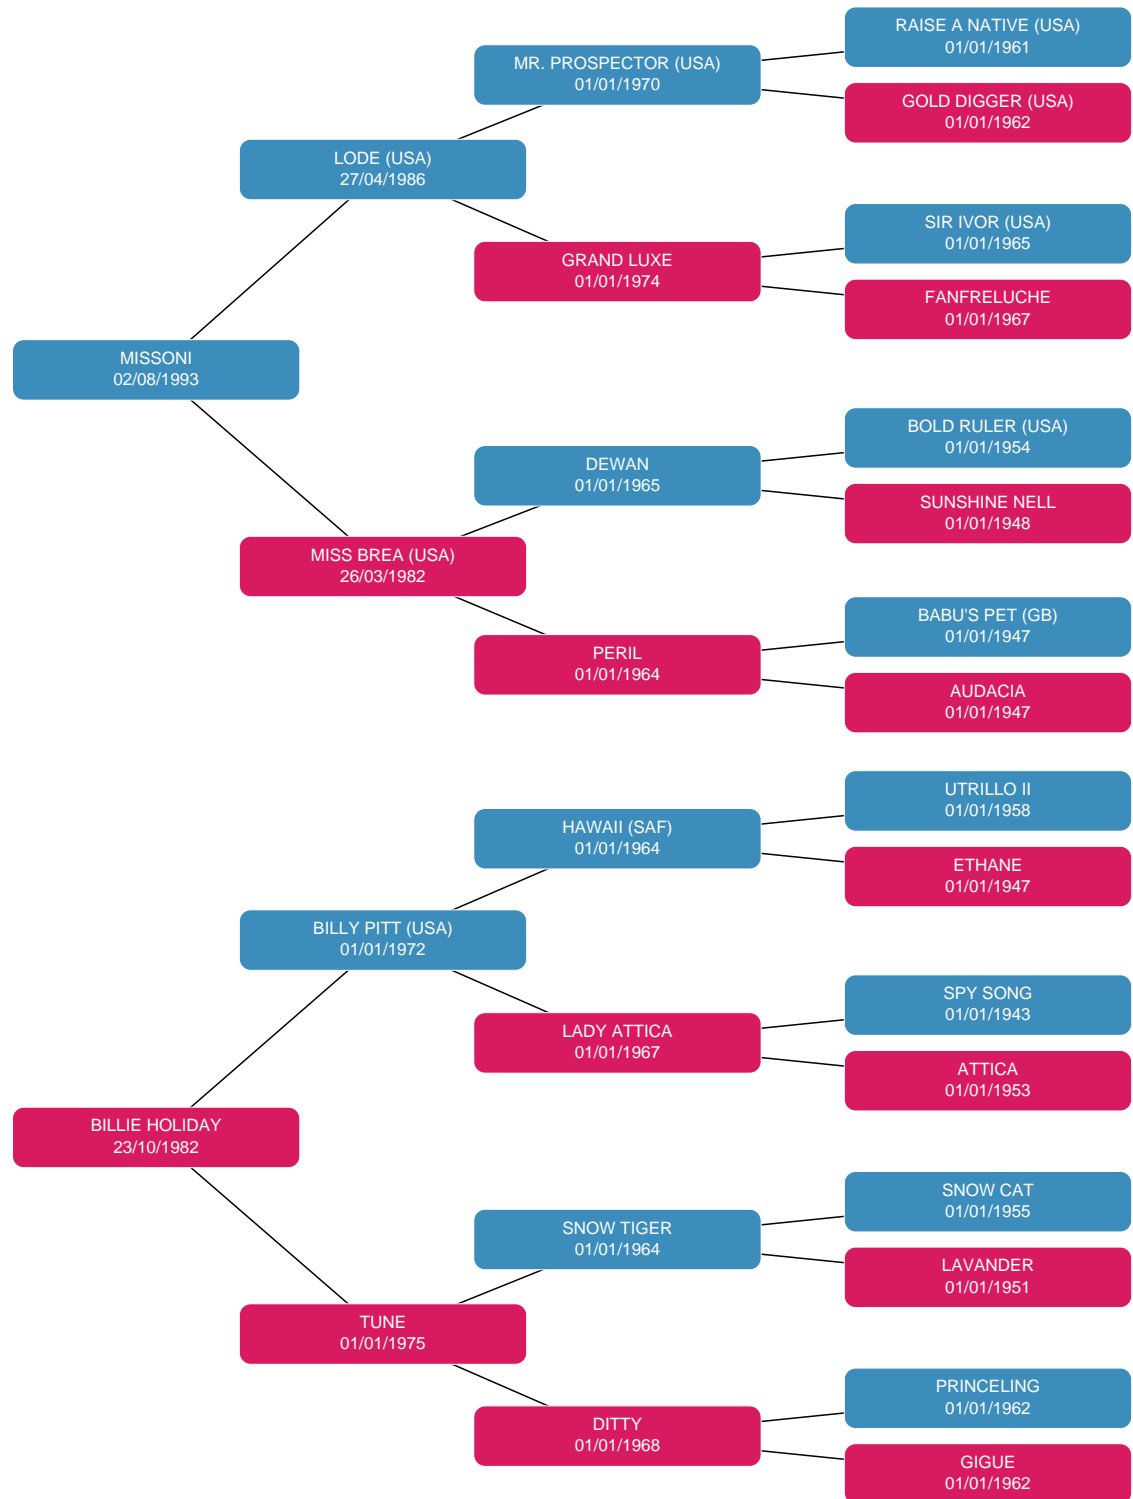 RAISE A NATIVE (USA)
01/01/1961
MR. PROSPECTOR (USA)
01/01/1970
GOLD DIGGER (USA)
01/01/1962
LODE (USA)
27/04/1986
SIR IVOR (USA)
01/01/1965
GRAND LUXE
01/01/1974
FANFRELUCHE
01/01/1967
MISSONI
02/08/1993
BOLD RULER (USA)
01/01/1954
DEWAN
01/01/1965
SUNSHINE NELL
01/01/1948
MISS BREA (USA)
26/03/1982
BABU'S PET (GB)
01/01/1947
PERIL
01/01/1964
AUDACIA
01/01/1947
UTRILLO II
01/01/1958
HAWAII (SAF)
01/01/1964
ETHANE
01/01/1947
BILLY PITT (USA)
01/01/1972
SPY SONG
01/01/1943
LADY ATTICA
01/01/1967
ATTICA
01/01/1953
BILLIE HOLIDAY
23/10/1982
SNOW CAT
01/01/1955
SNOW TIGER
01/01/1964
LAVANDER
01/01/1951
TUNE
01/01/1975
PRINCELING
01/01/1962
DITTY
01/01/1968
GIGUE
01/01/1962